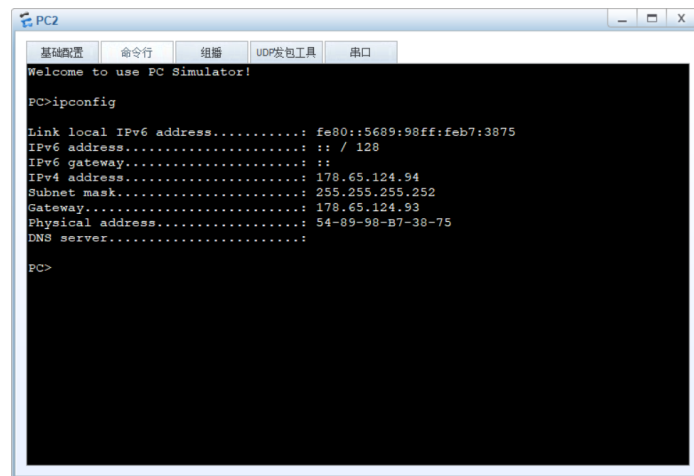 PC2
基础配置 命令行 组播 UDP发包工具 串口
Welcome to use PC Simulator!
PC>ipconfig
Link local IPv6 address...........: fe80::5689:98ff:feb7:3875
IPv6 address......................: :: / 128
IPv6 gateway......................: ::
IPv4 address......................: 178.65.124.94
Subnet mask.......................: 255.255.255.252
Gateway...........................: 178.65.124.93
Physical address..................: 54-89-98-B7-38-75
DNS server........................:
PC>